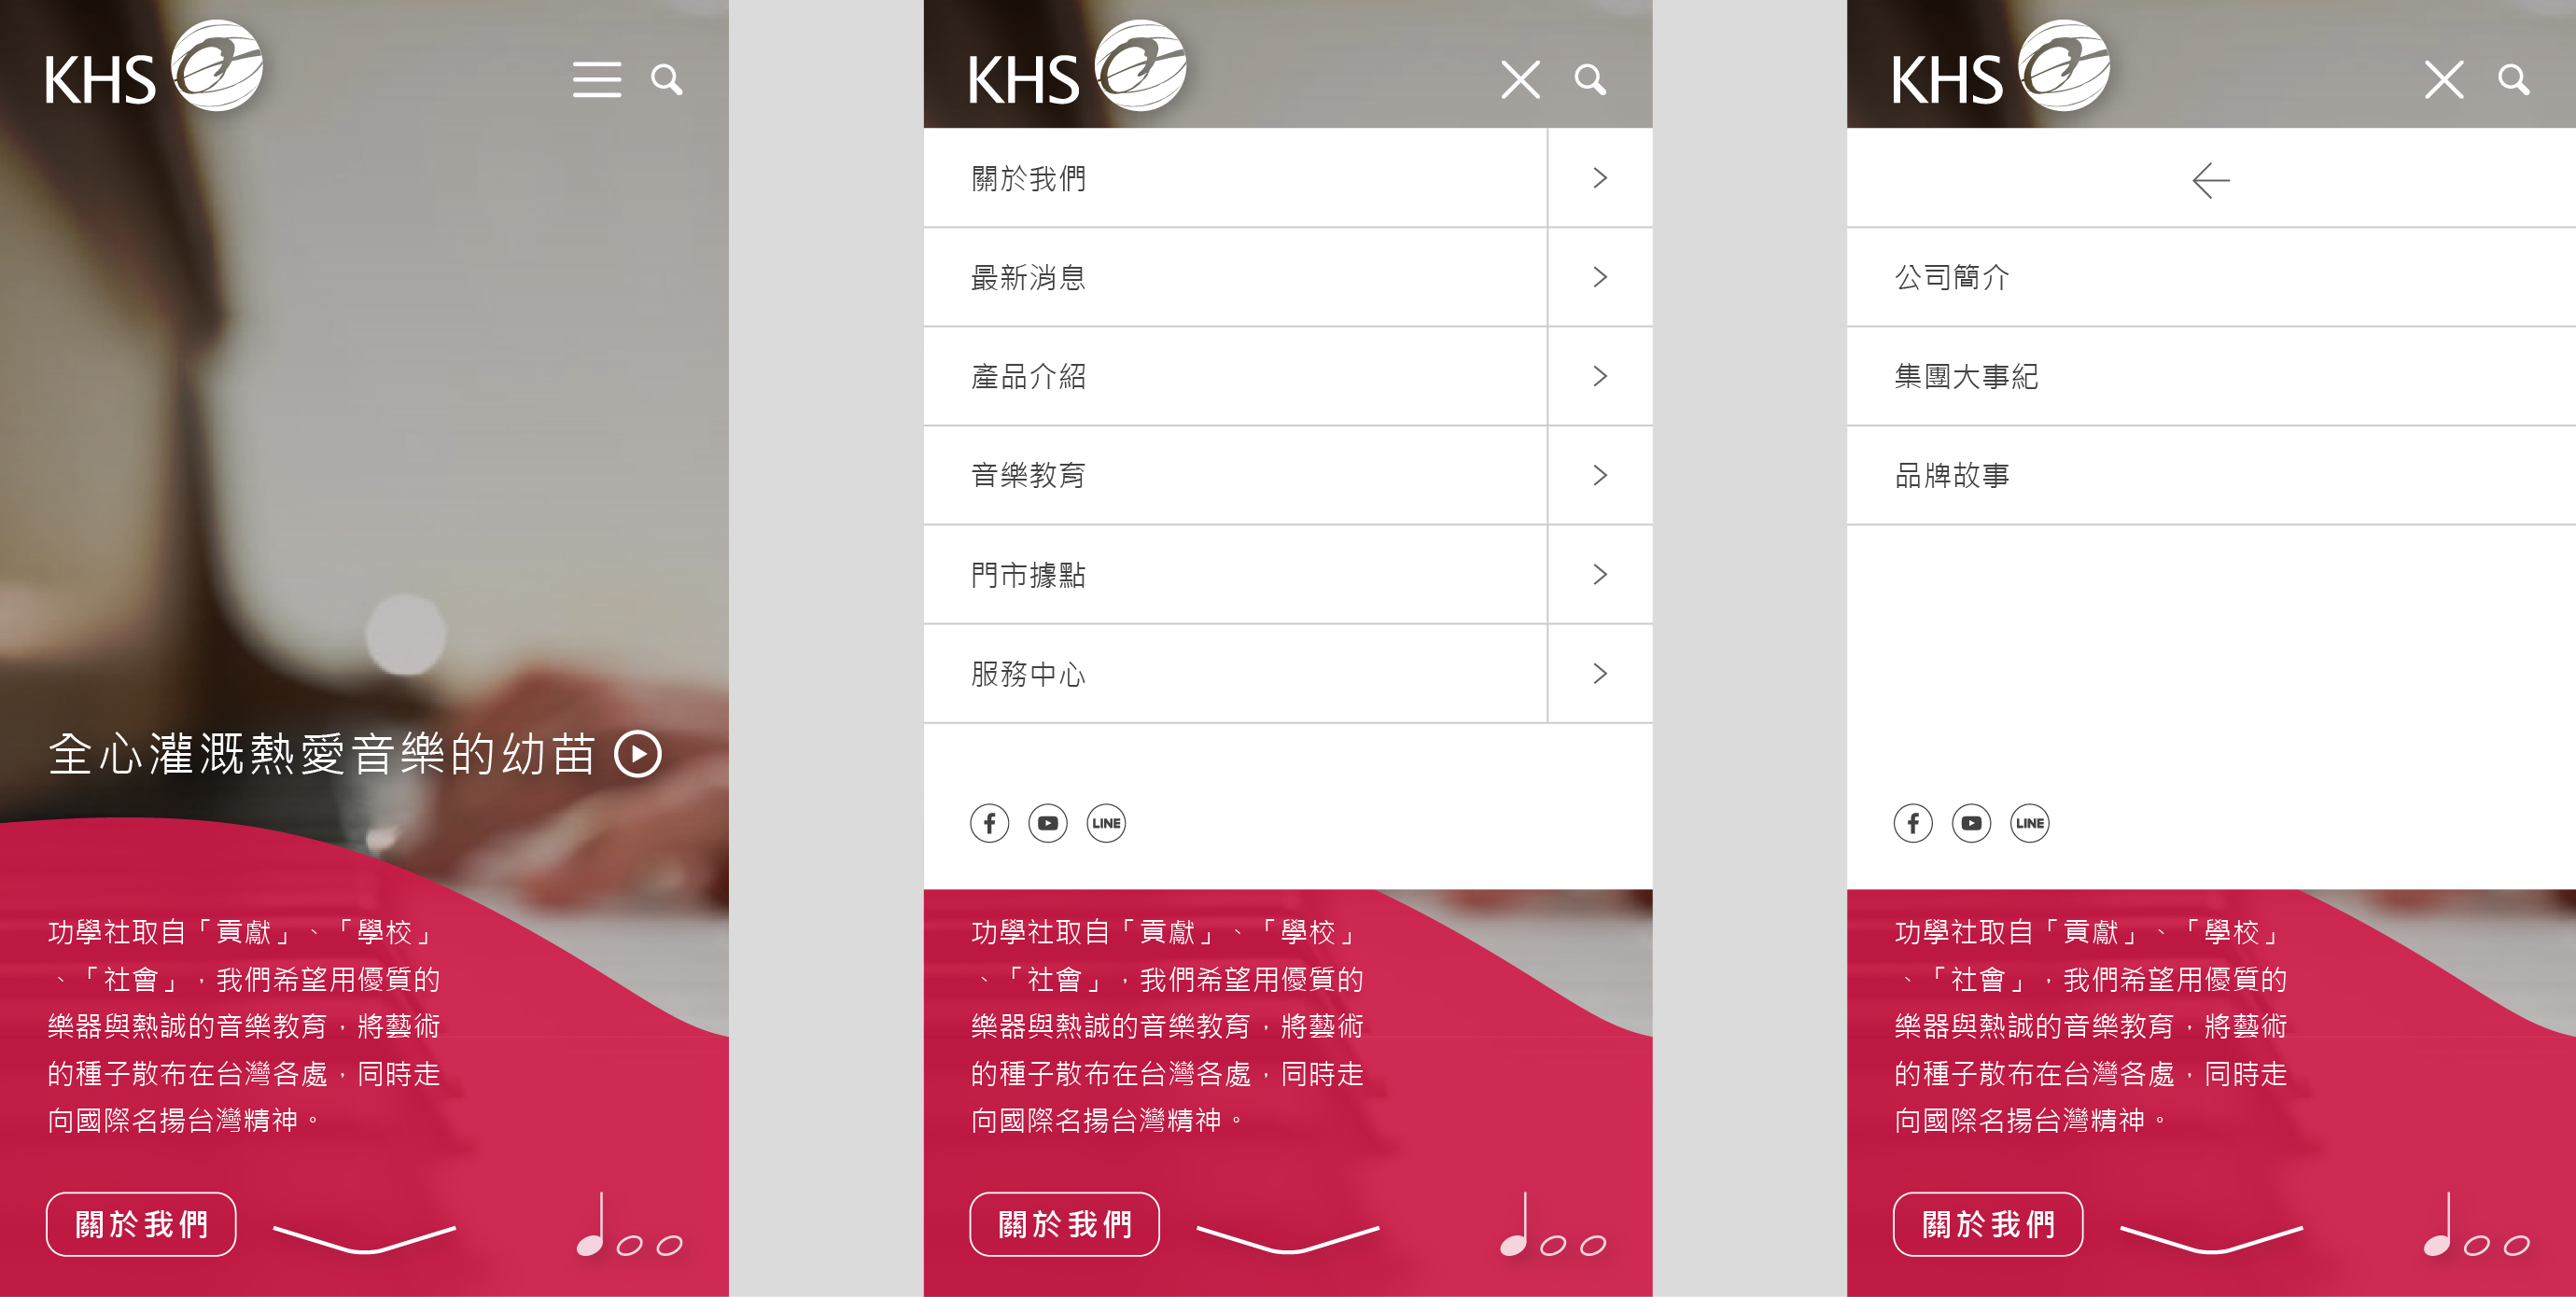 KHS
全心灌溉熱愛音樂的幼苗
功學社取自「貢獻」、「學校」
、「社會」，我們希望用優質的
樂器與熱誠的音樂教育，將藝術
的種子散布在台灣各處，同時走
向國際名揚台灣精神。
關於我們
KHS
關於我們
最新消息
產品介紹
音樂教育
門市據點
服務中心
LINE
功學社取自「貢獻」、「學校」
、「社會」，我們希望用優質的
樂器與熱誠的音樂教育，將藝術
的種子散布在台灣各處，同時走
向國際名揚台灣精神。
關於我們
KHS
公司簡介
集團大事紀
品牌故事
LINE
功學社取自「貢獻」、「學校」
、「社會」，我們希望用優質的
樂器與熱誠的音樂教育，將藝術
的種子散布在台灣各處，同時走
向國際名揚台灣精神。
關於我們